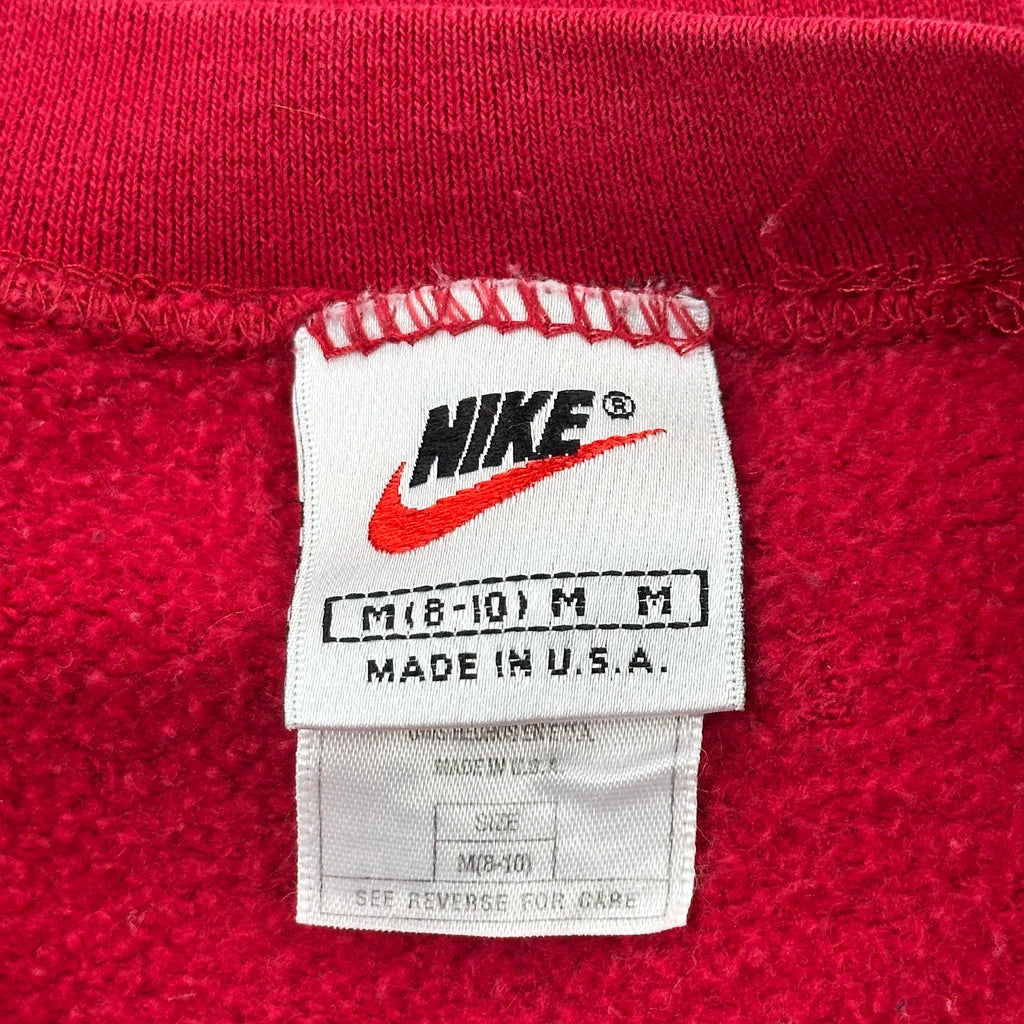 NIKE®
M(8-10) M M
MADE IN U.S.A.
MADE IN U.S.A.
SIZE
M(8-10)
SEE REVERSE FOR CARE